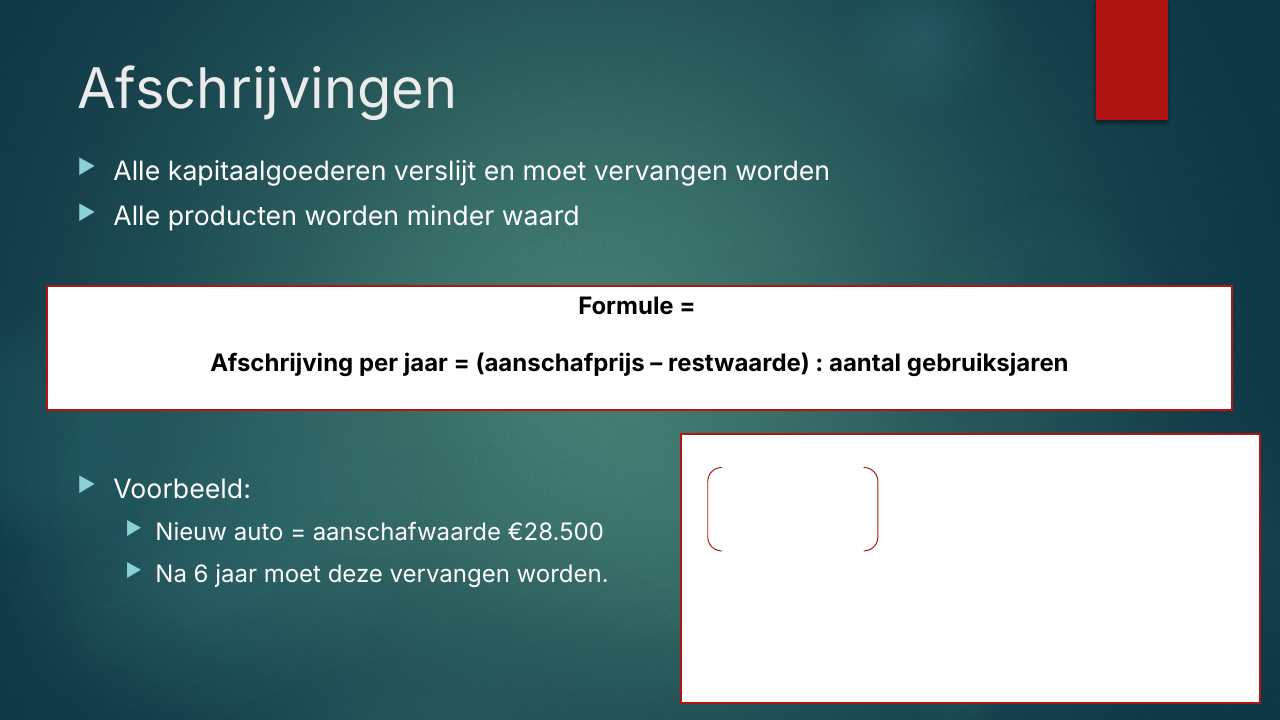 Afschrijvingen
Alle kapitaalgoederen verslijt en moet vervangen worden
Alle producten worden minder waard
Formule =
Afschrijving per jaar = (aanschafprijs – restwaarde) : aantal gebruiksjaren
Voorbeeld:
Nieuw auto = aanschafwaarde €28.500
Na 6 jaar moet deze vervangen worden.